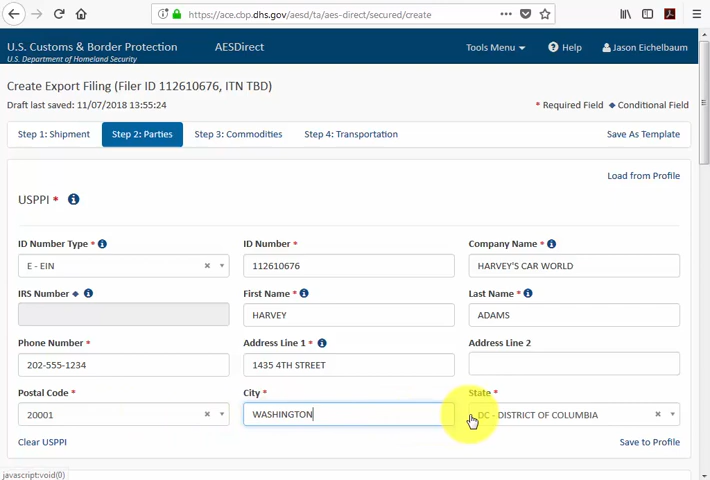 https://ace.cbp.dhs.gov/aesd/ta/aes-direct/secured/create
U.S. Customs & Border Protection
U.S. Department of Homeland Security
AESDirect
Tools Menu
Help
Jason Eichelbaum
Create Export Filing (Filer ID 112610676, ITN TBD)
Draft last saved: 11/07/2018 13:55:24
* Required Field
Conditional Field
Step 1: Shipment
Step 2: Parties
Step 3: Commodities
Step 4: Transportation
Save As Template
Load from Profile
USPPI *
ID Number Type *
ID Number *
Company Name *
E - EIN
112610676
HARVEY'S CAR WORLD
IRS Number
First Name *
Last Name *
HARVEY
ADAMS
Phone Number *
Address Line 1 *
Address Line 2
202-555-1234
1435 4TH STREET
Postal Code *
City *
State *
20001
WASHINGTON
DC - DISTRICT OF COLUMBIA
Clear USPPI
Save to Profile
javascript:void(0)